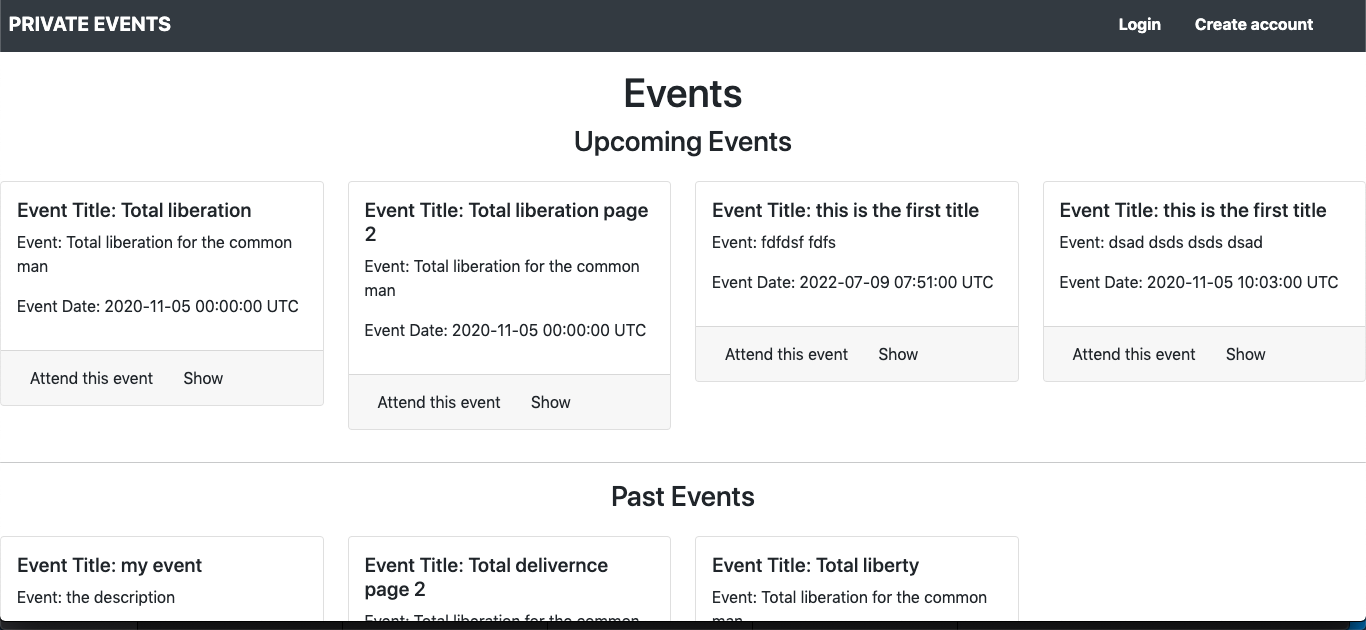 PRIVATE EVENTS
Login
Create account
Events
Upcoming Events
Event Title: Total liberation
Event: Total liberation for the common
man
Event Date: 2020-11-05 00:00:00 UTC
Attend this event
Show
Event Title: Total liberation page
2
Event: Total liberation for the common
man
Event Date: 2020-11-05 00:00:00 UTC
Attend this event
Show
Event Title: this is the first title
Event: fdfdsf fdfs
Event Date: 2022-07-09 07:51:00 UTC
Attend this event
Show
Event Title: this is the first title
Event: dsad dsds dsds dsad
Event Date: 2020-11-05 10:03:00 UTC
Attend this event
Show
Past Events
Event Title: my event
Event: the description
Event Title: Total delivernce
page 2
Event: Total liberation for the common
Event Title: Total liberty
Event: Total liberation for the common
man